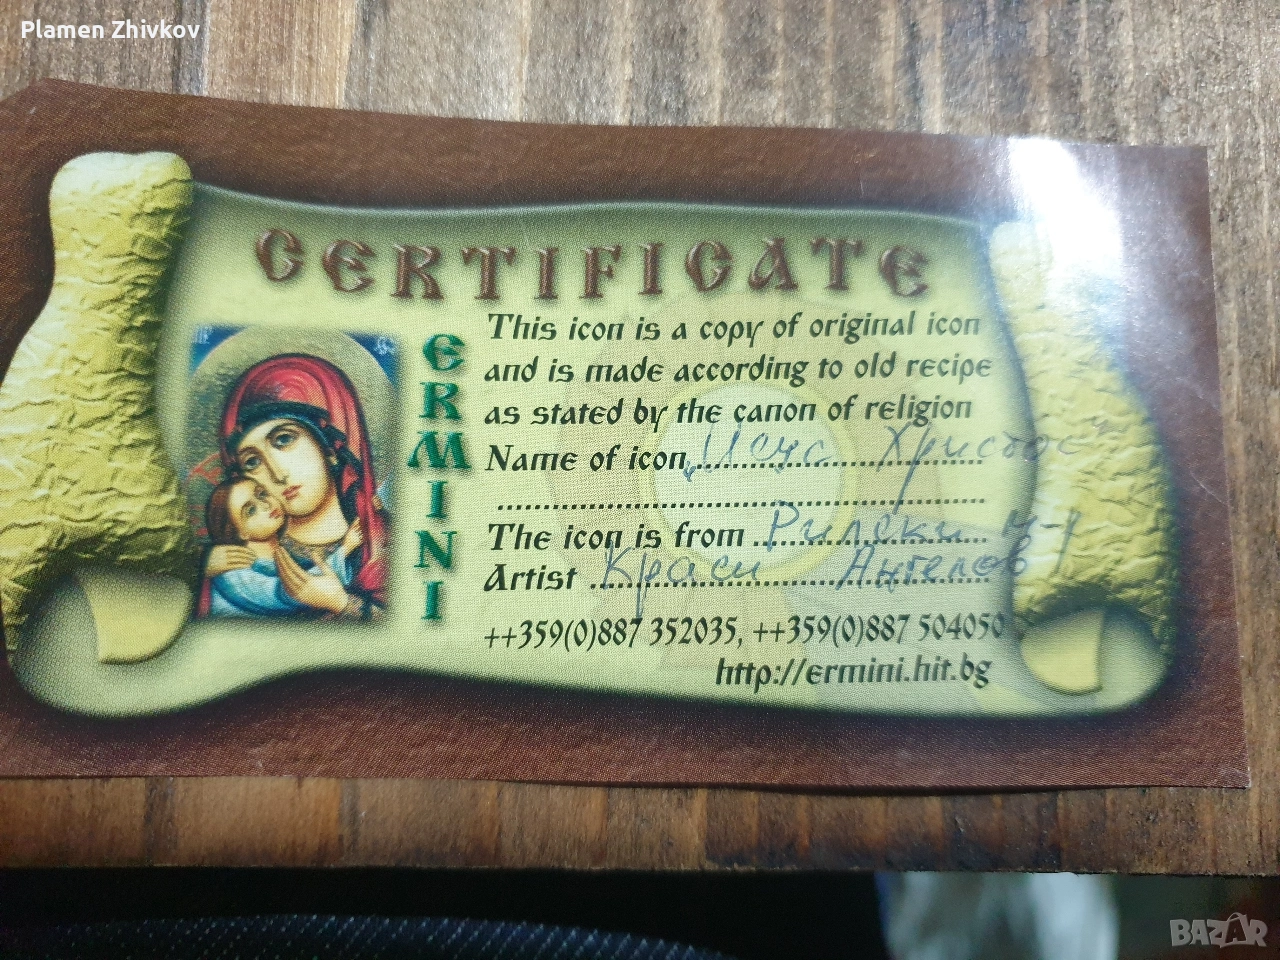 Plamen Zhivkov
CERTIFICATE
ERMINI
This icon is a copy of original icon
and is made according to old recipe
as stated by the canon of religion
Name of icon „Исус Христос“
The icon is from Рилски м-р
Artist Краси Ангелов
++359(0)887 352035, ++359(0)887 504050
http://ermini.hit.bg
BAZAR